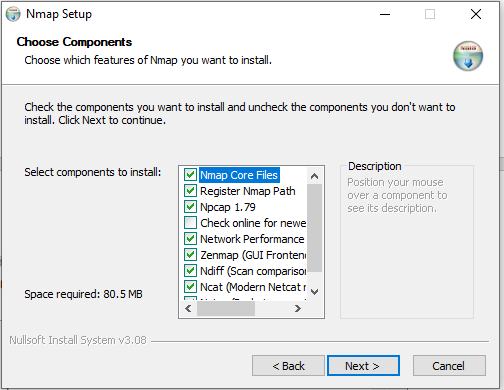 Nmap Setup
Choose Components
Choose which features of Nmap you want to install.
Check the components you want to install and uncheck the components you don't want to
install. Click Next to continue.
Select components to install:
Nmap Core Files
Register Nmap Path
Npcap 1.79
Check online for newe
Network Performance
Zenmap (GUI Frontend
Ndiff (Scan comparison
Ncat (Modern Netcat r
Description
Position your mouse
over a component to
see its description.
Space required: 80.5 MB
Nullsoft Install System v3.08
< Back
Next >
Cancel